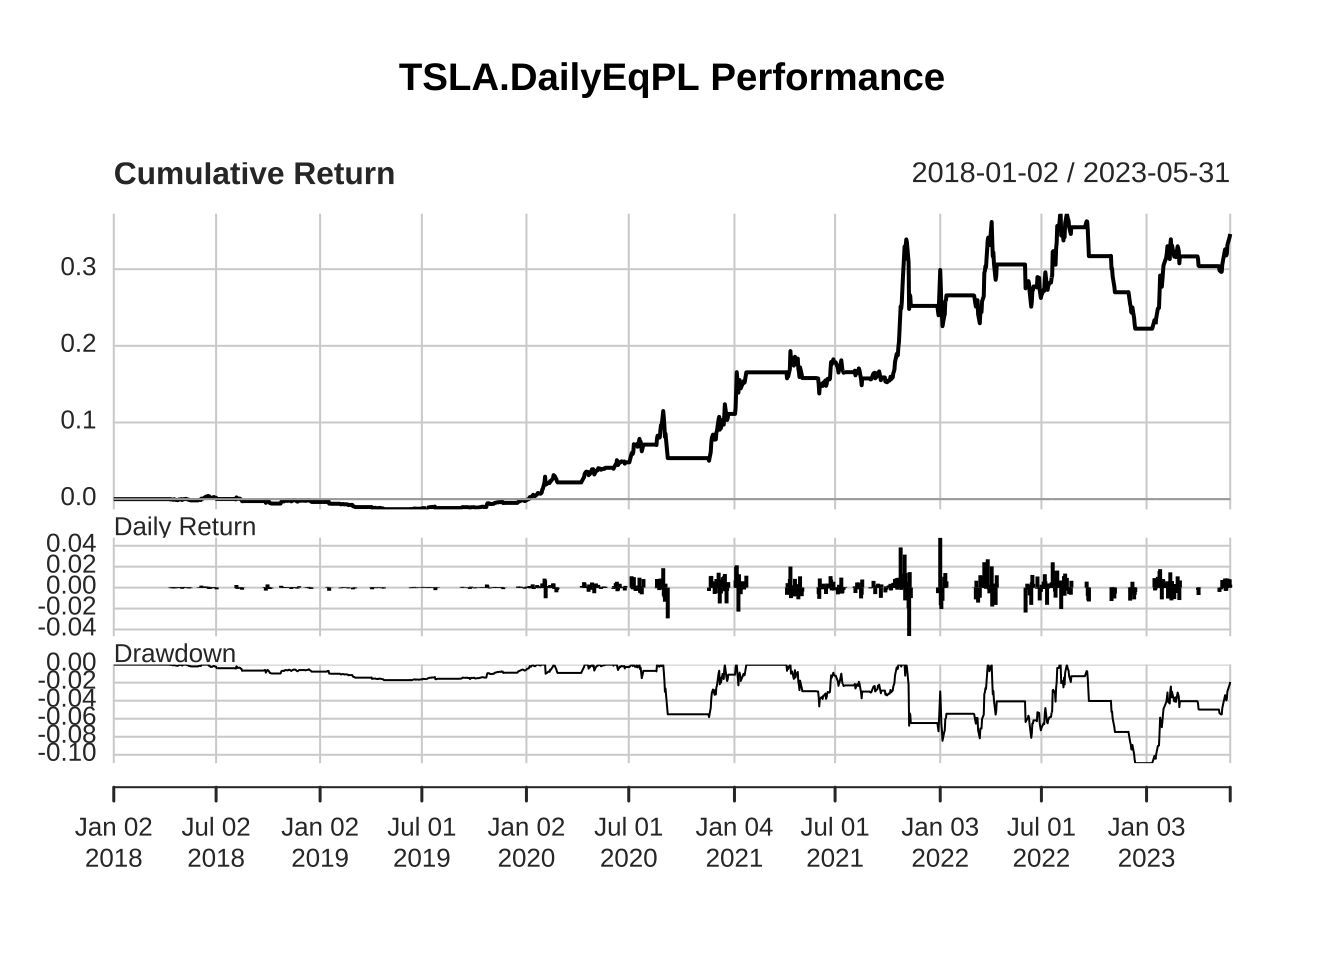 TSLA.DailyEqPL Performance
Cumulative Return 2018-01-02 / 2023-05-31
0.3
0.2
0.1
0.0
Daily Return
0.04
0.02
0.00
-0.02
-0.04
Drawdown
0.00
-0.02
-0.04
-0.06
-0.08
-0.10
Jan 02 Jul 02 Jan 02 Jul 01 Jan 02 Jul 01 Jan 04 Jul 01 Jan 03 Jul 01 Jan 03
2018 2018 2019 2019 2020 2020 2021 2021 2022 2022 2023